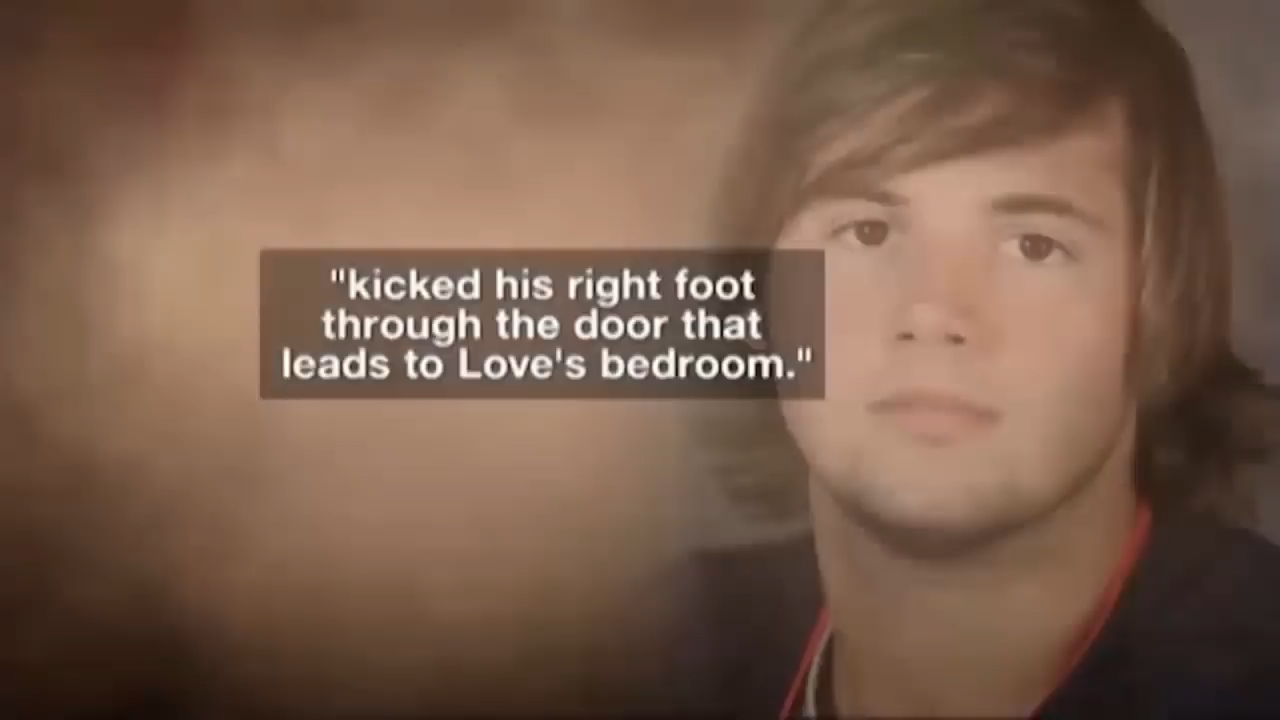 "kicked his right foot
through the door that
leads to Love's bedroom."